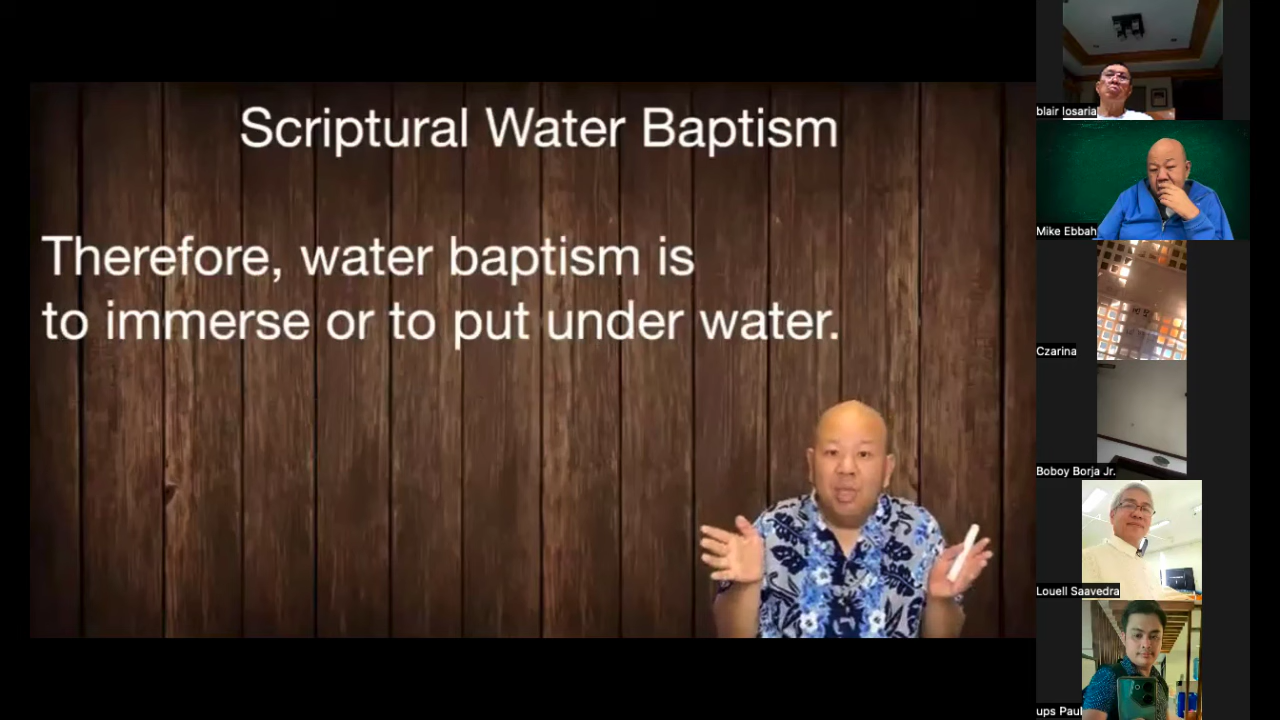 Scriptural Water Baptism
Therefore, water baptism is
to immerse or to put under water.
blair losaria
Mike Ebbah
Czarina
Boboy Borja Jr.
Louell Saavedra
ups Paul